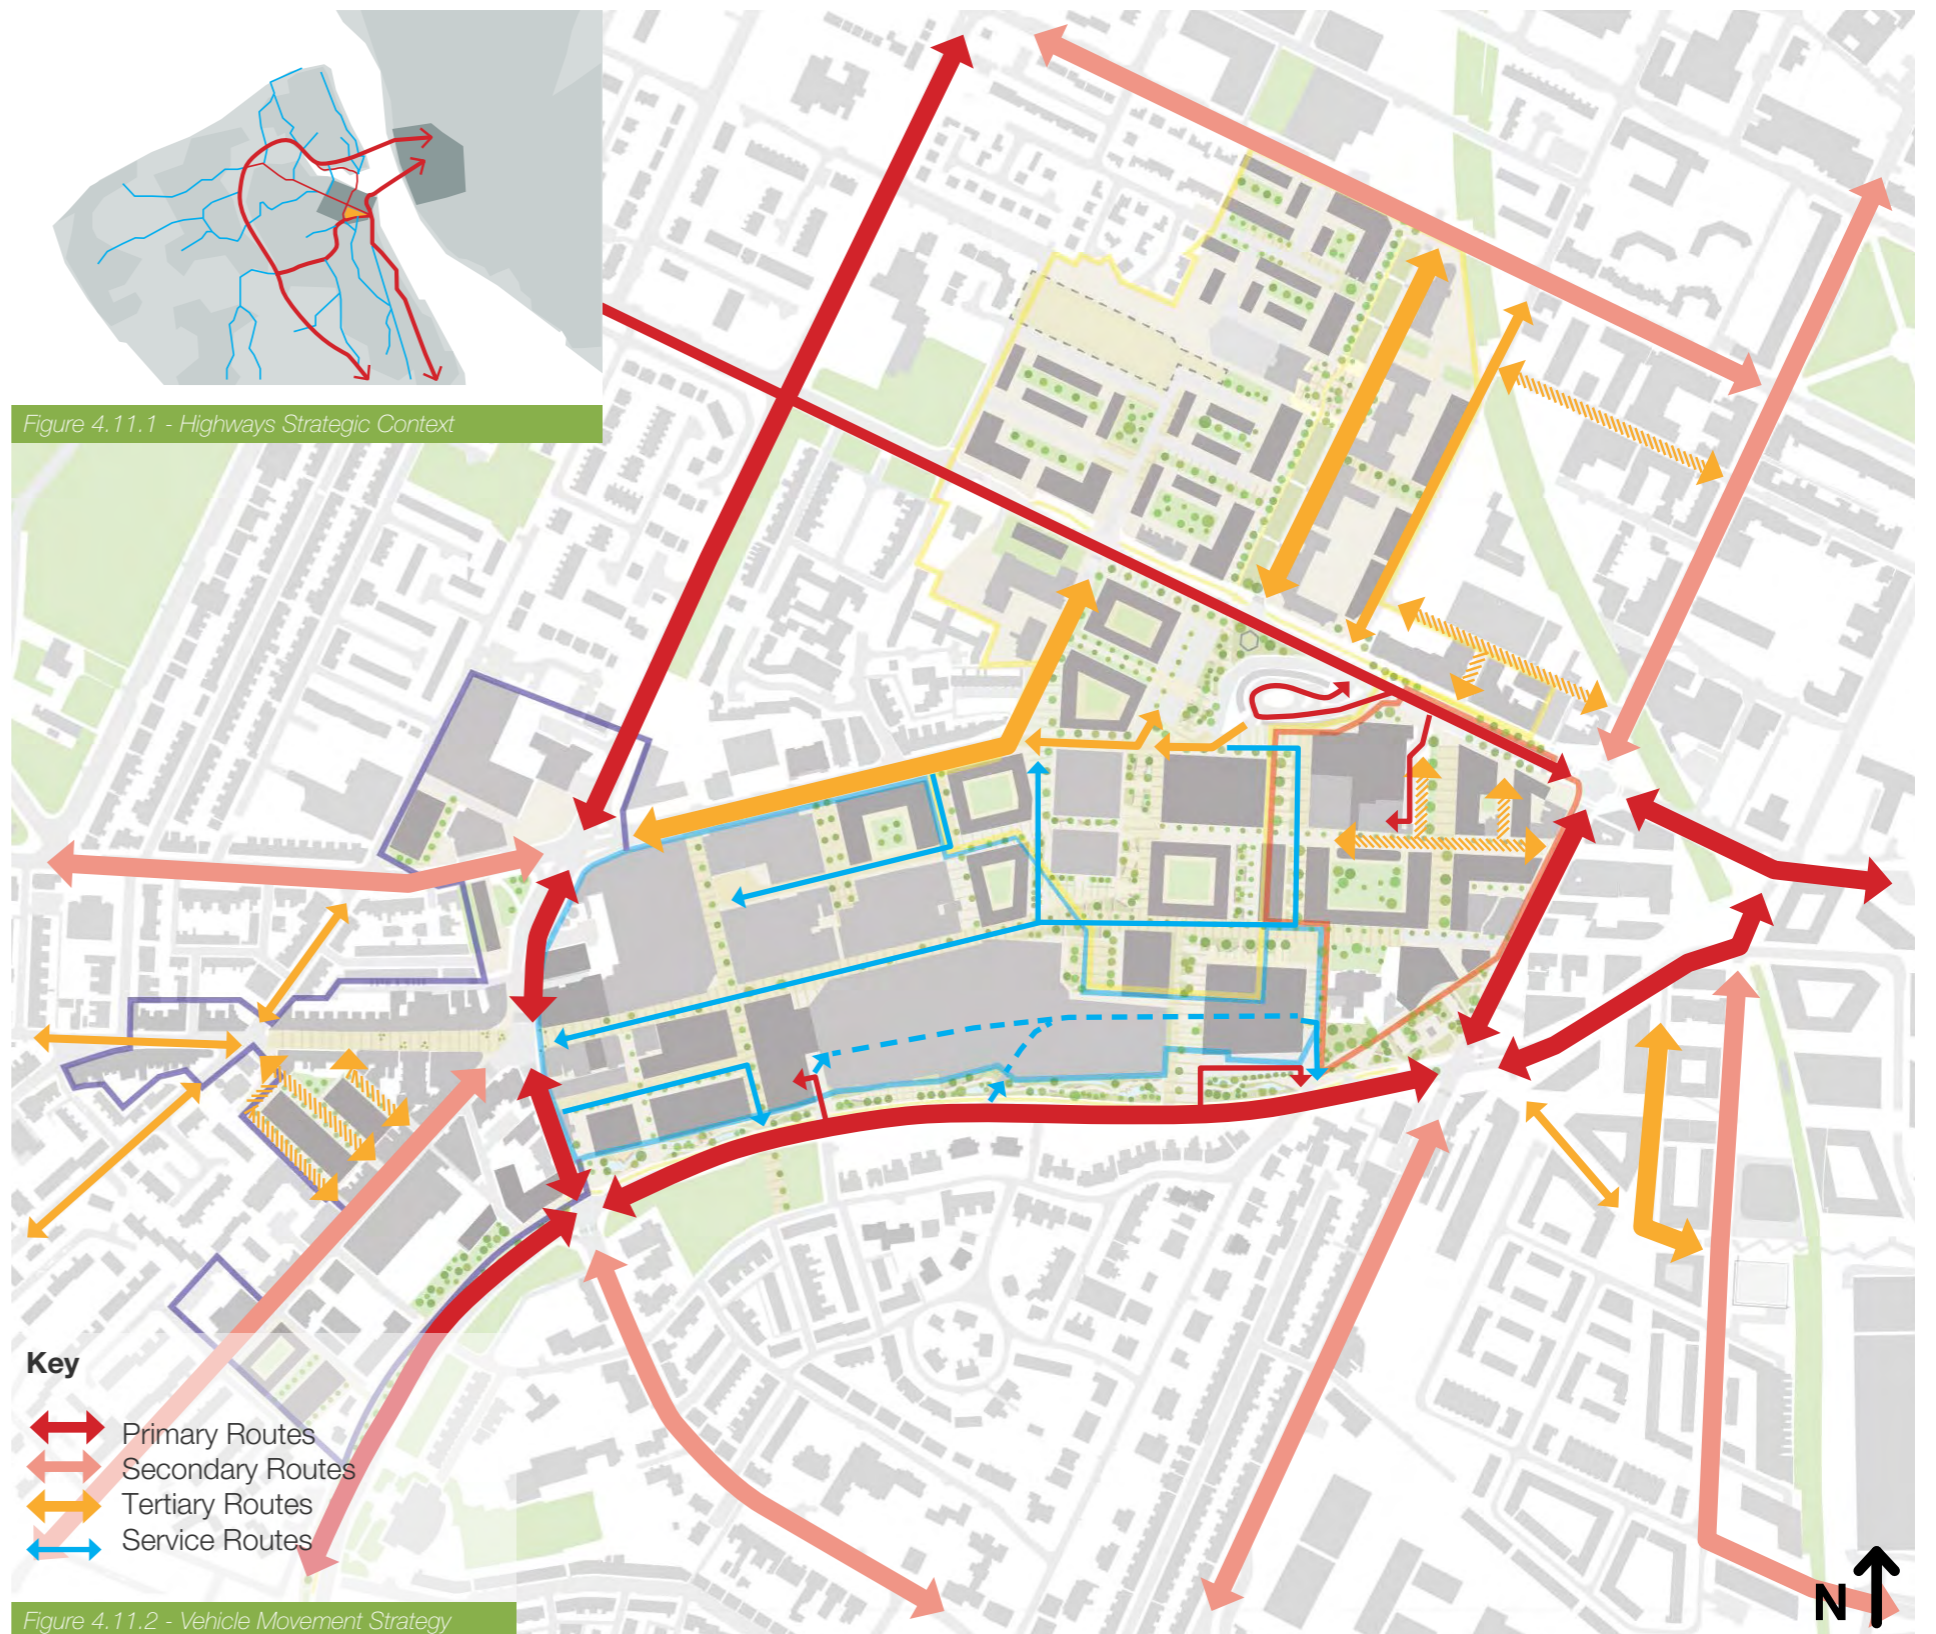 Figure 4.11.1 - Highways Strategic Context
Key
Primary Routes
Secondary Routes
Tertiary Routes
Service Routes
N
Figure 4.11.2 - Vehicle Movement Strategy